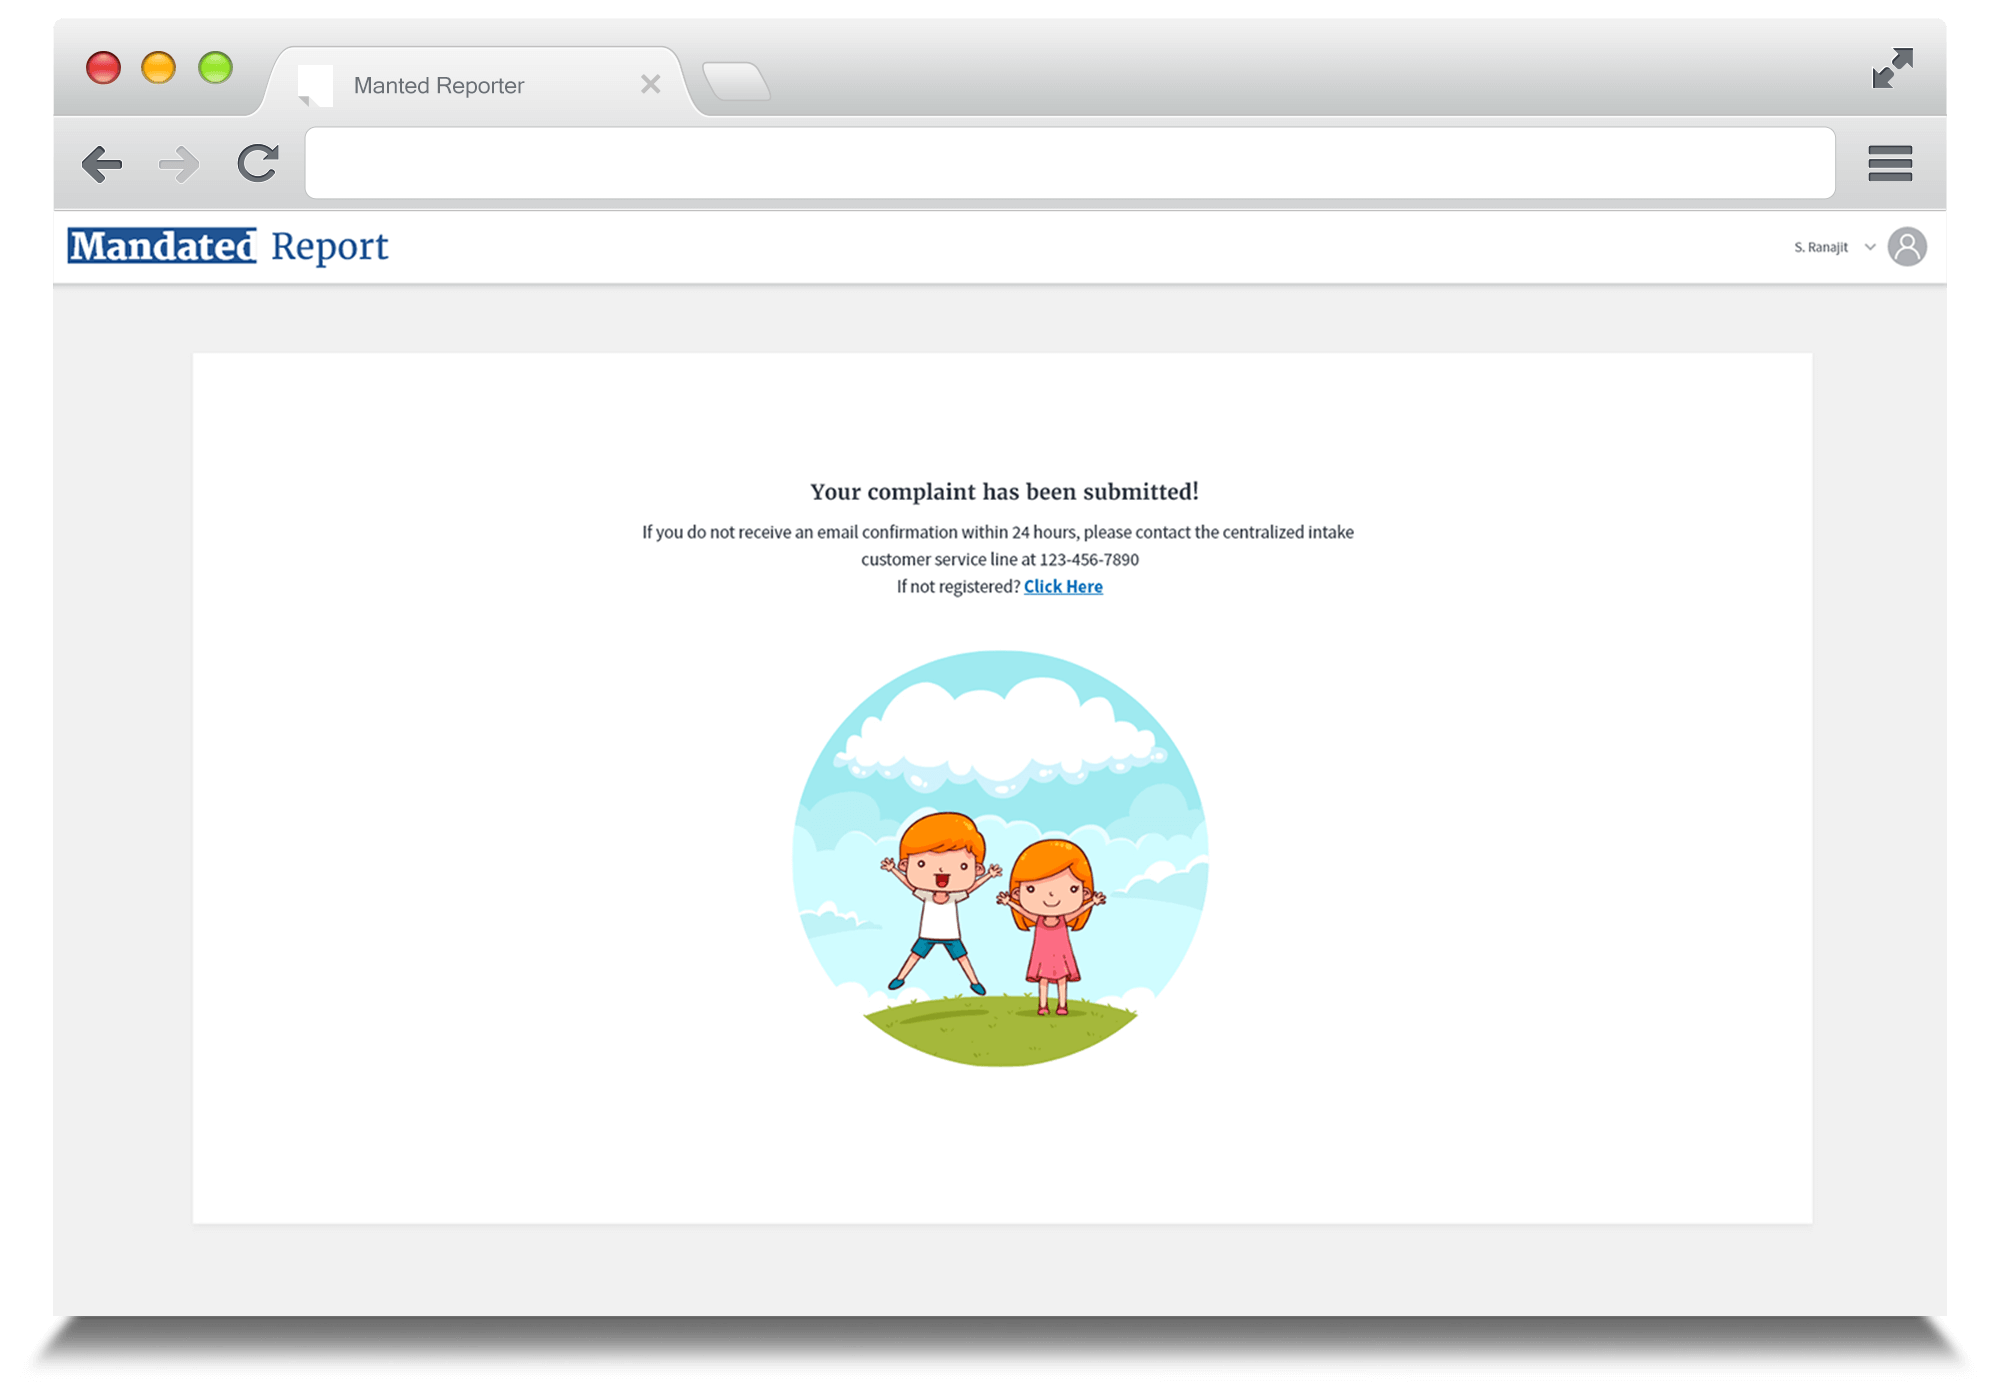 Manted Reporter
Mandated Report
S. Ranajit
Your complaint has been submitted!
If you do not receive an email confirmation within 24 hours, please contact the centralized intake
customer service line at 123-456-7890
If not registered? Click Here